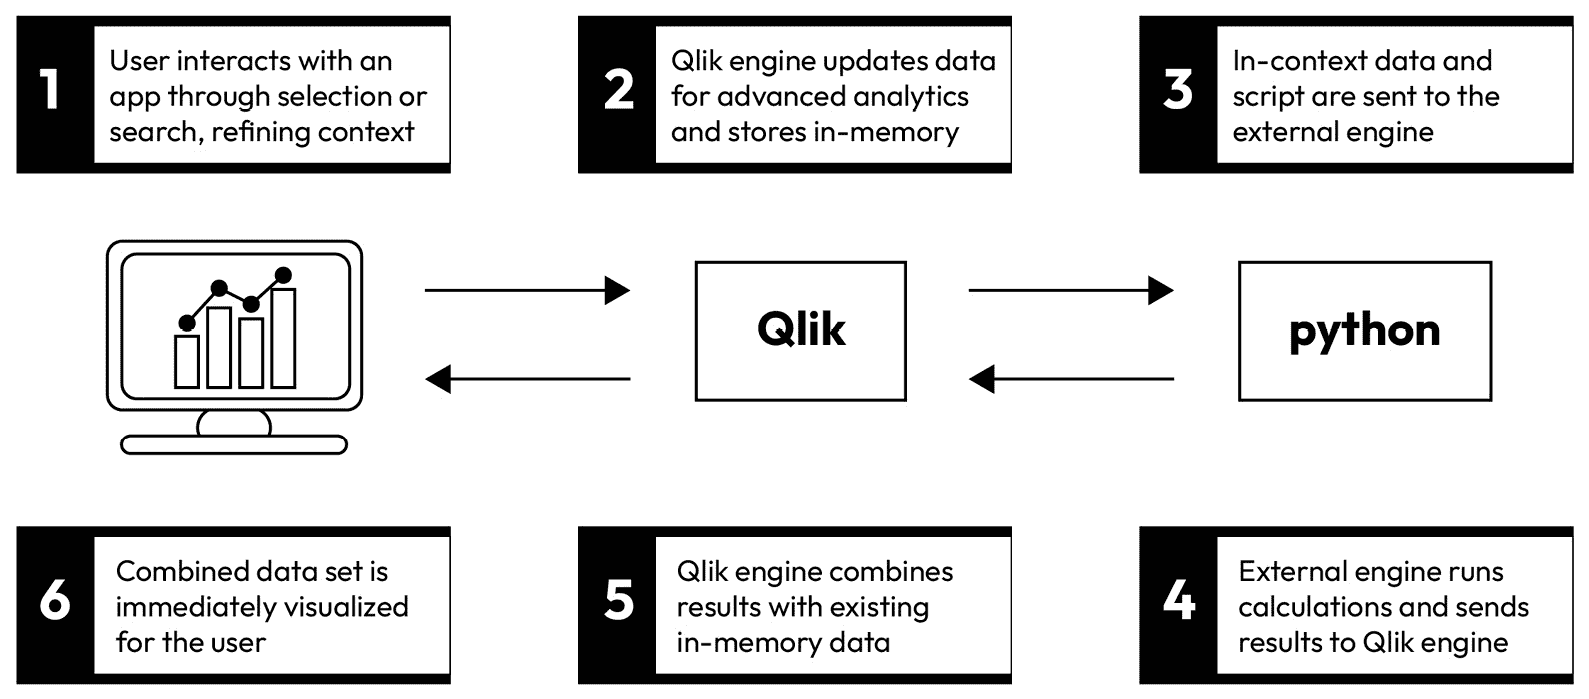 1
User interacts with an
app through selection or
search, refining context
2
Qlik engine updates data
for advanced analytics
and stores in-memory
3
In-context data and
script are sent to the
external engine
Qlik
python
6
Combined data set is
immediately visualized
for the user
5
Qlik engine combines
results with existing
in-memory data
4
External engine runs
calculations and sends
results to Qlik engine